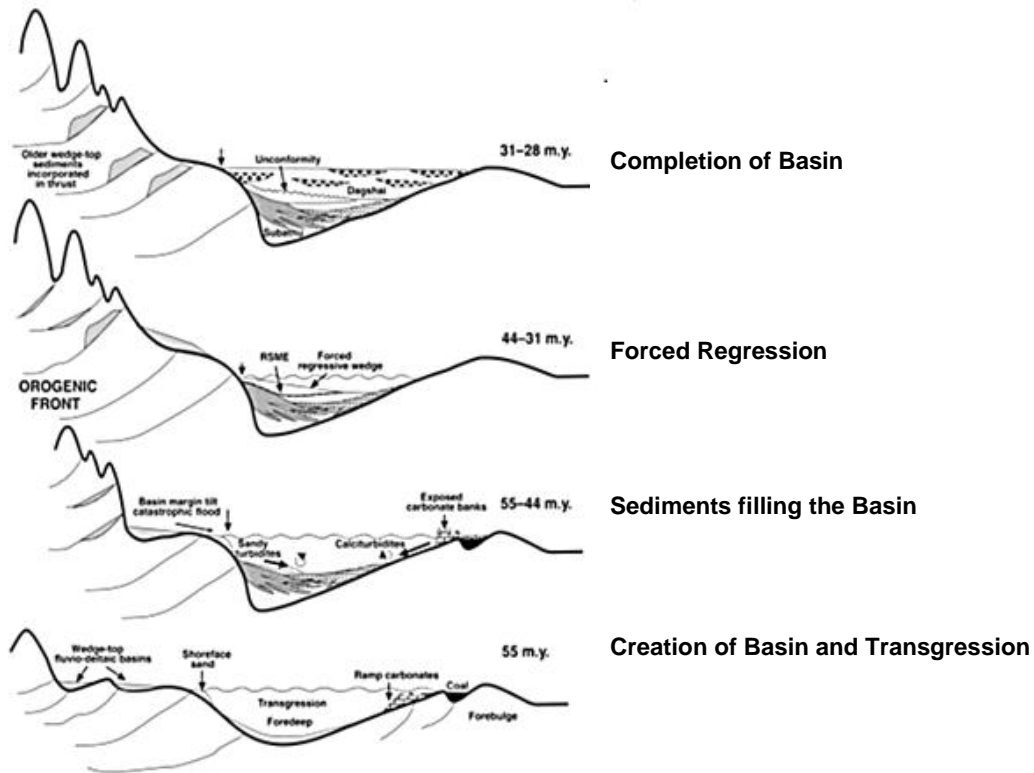 Older wedge-top
sediments
incorporated
in thrust
Unconformity
Dagshai
Subathu
31–28 m.y.
Completion of Basin
OROGENIC
FRONT
RSME
Forced
regressive wedge
44–31 m.y.
Forced Regression
Basin margin tilt
catastrophic flood
Sandy
turbidites
Calciturbidites
Exposed
carbonate banks
55–44 m.y.
Sediments filling the Basin
Wedge-top
fluvio-deltaic basins
Shoreface
sand
Transgression
Foredeep
Ramp carbonates
Coal
Forebulge
55 m.y.
Creation of Basin and Transgression